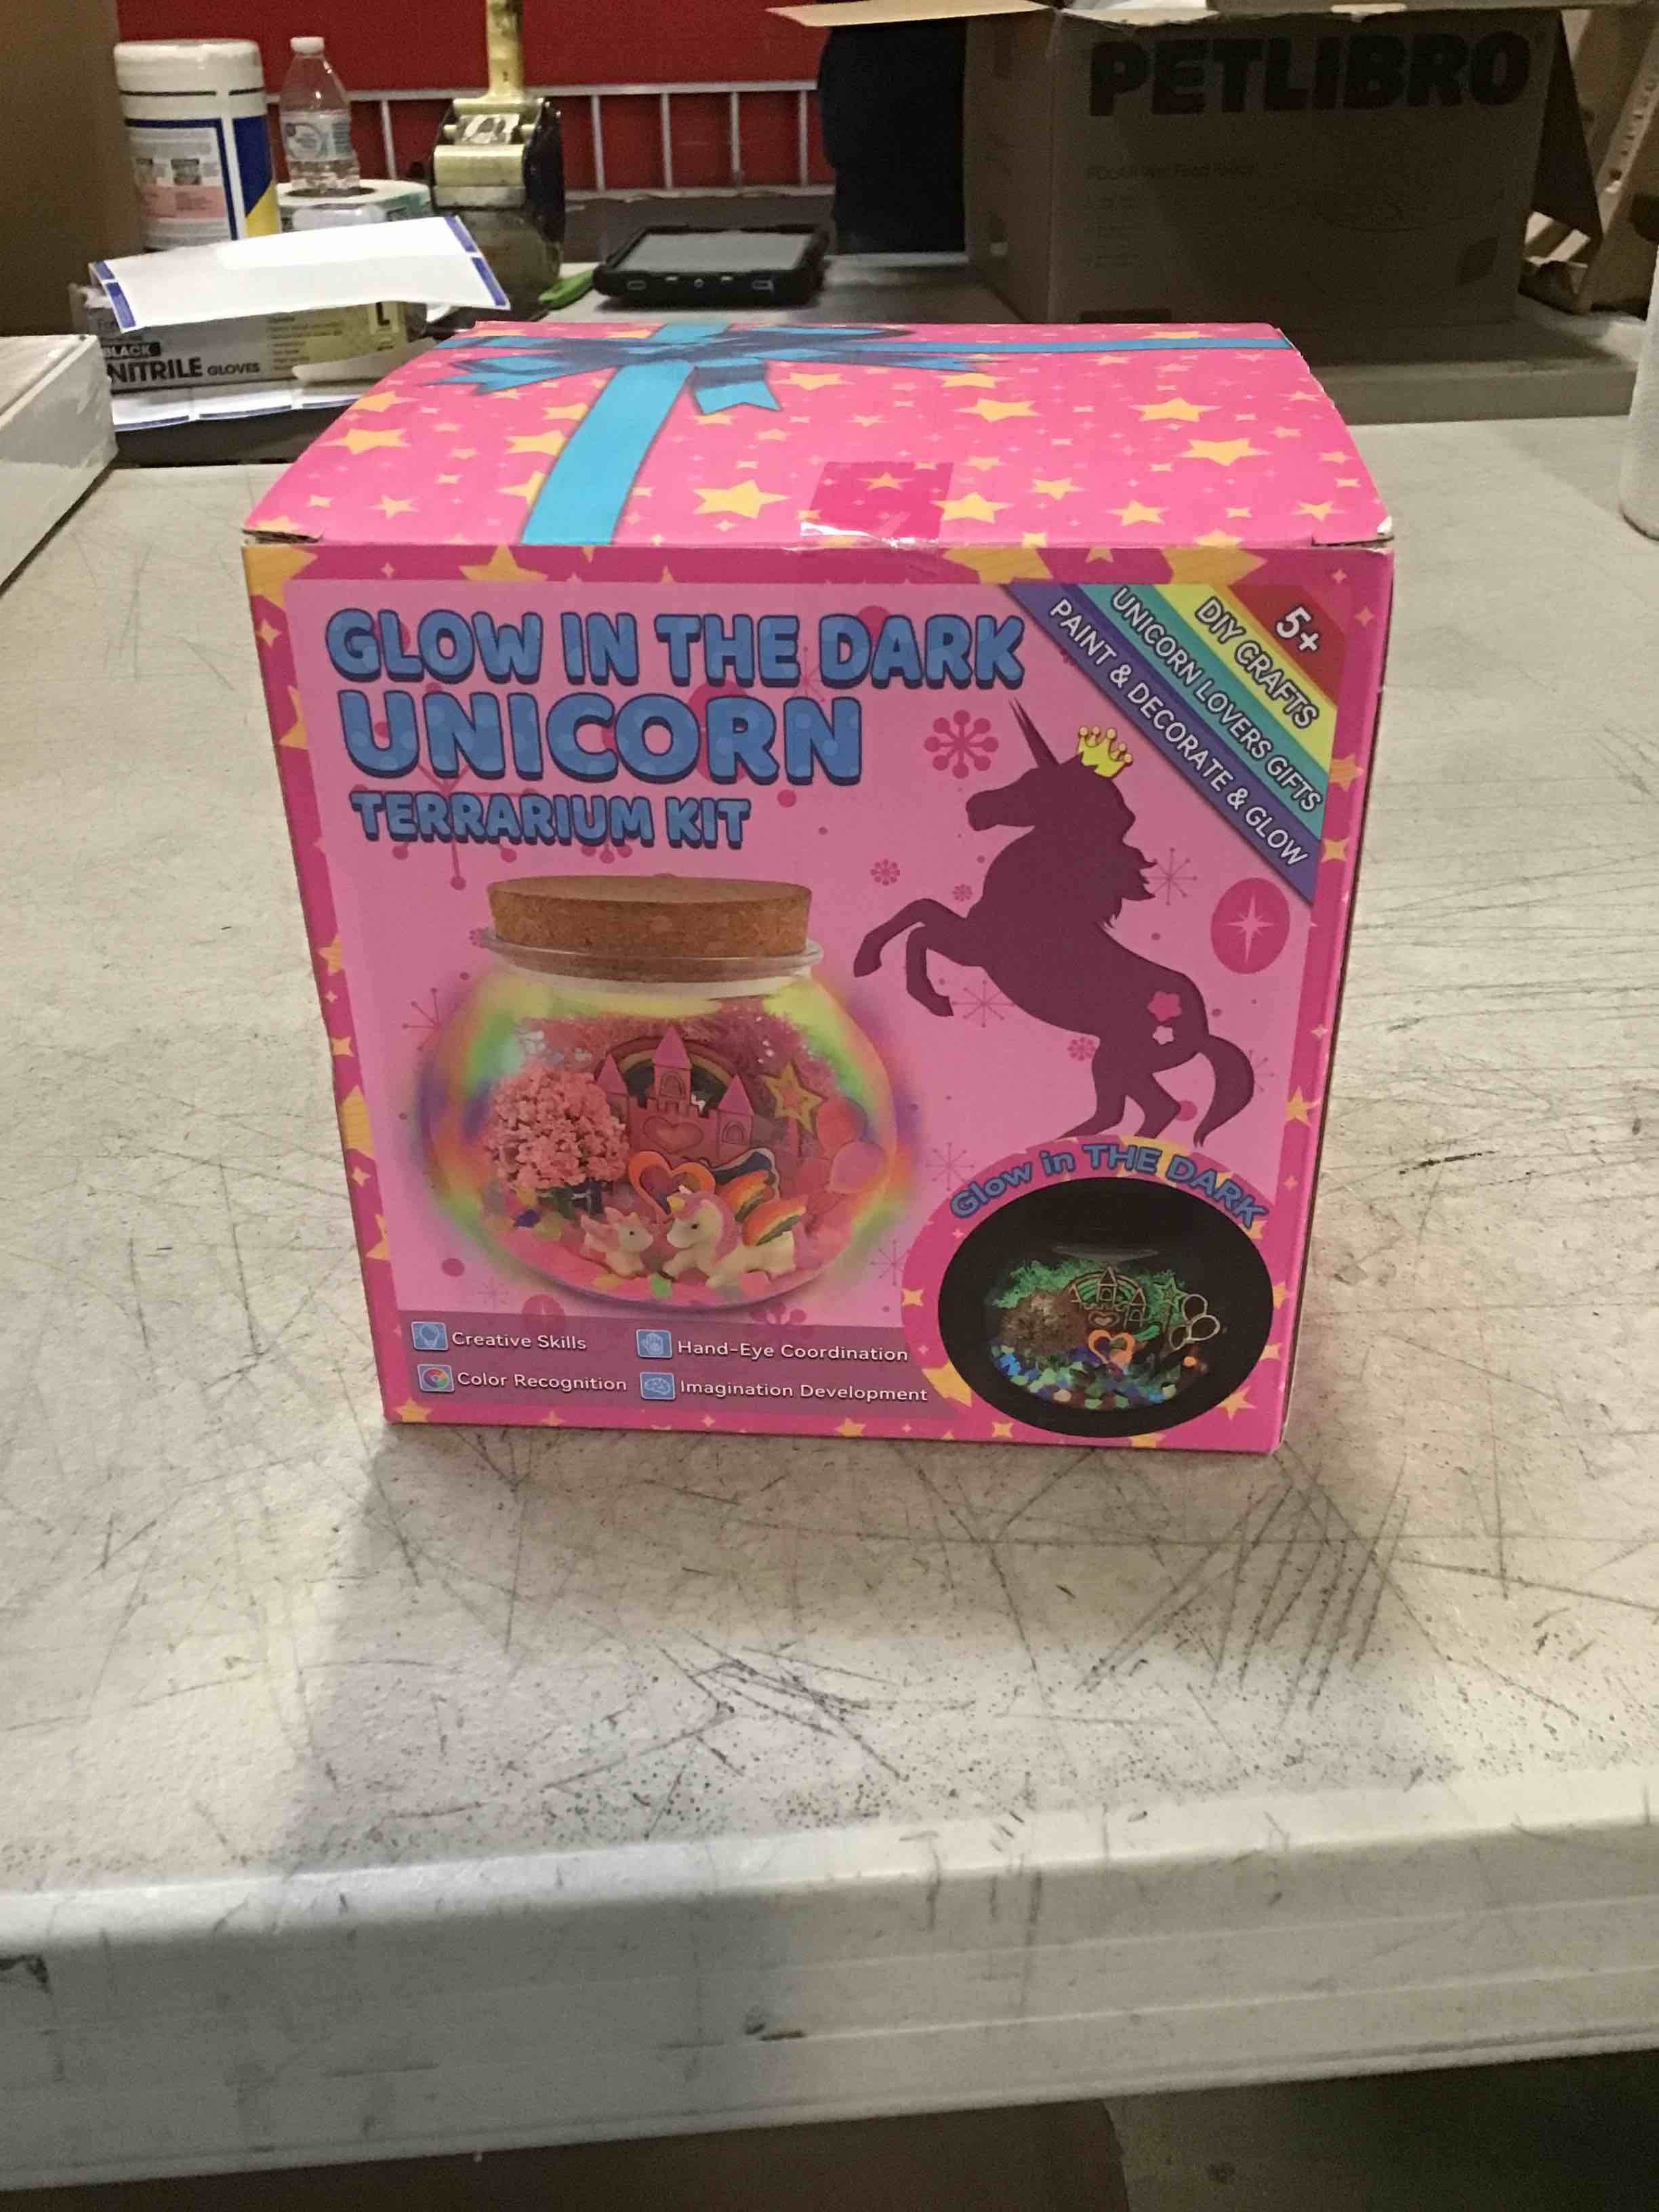 PETLIBRO
BLACK
NITRILE GLOVES
L
GLOW IN THE DARK
UNICORN
TERRARIUM KIT
5+
DIY CRAFTS
UNICORN LOVERS GIFTS
PAINT & DECORATE & GLOW
Glow in THE DARK
Creative Skills
Hand-Eye Coordination
Color Recognition
Imagination Development